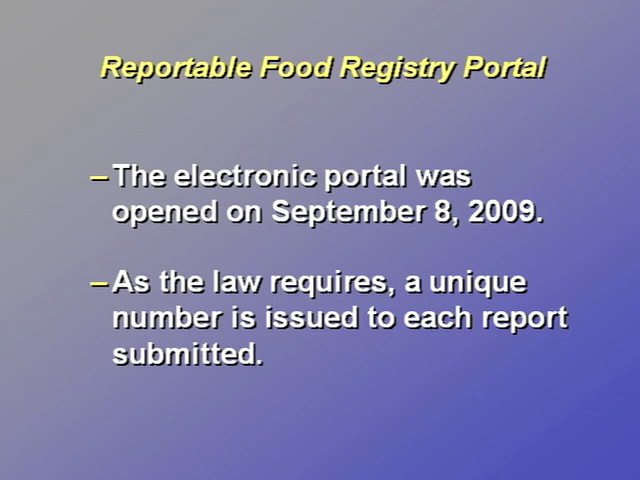 Reportable Food Registry Portal
– The electronic portal was
opened on September 8, 2009.
– As the law requires, a unique
number is issued to each report
submitted.